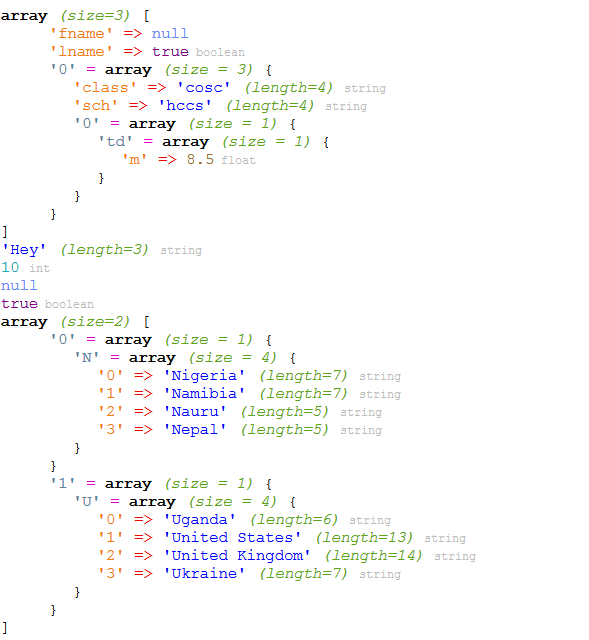 array (size=3) [
'fname' => null
'lname' => true boolean
'0' = array (size = 3) {
'class' => 'cosc' (length=4) string
'sch' => 'hccs' (length=4) string
'0' = array (size = 1) {
'td' = array (size = 1) {
'm' => 8.5 float
}
}
}
]
'Hey' (length=3) string
10 int
null
true boolean
array (size=2) [
'0' = array (size = 1) {
'N' = array (size = 4) {
'0' => 'Nigeria' (length=7) string
'1' => 'Namibia' (length=7) string
'2' => 'Nauru' (length=5) string
'3' => 'Nepal' (length=5) string
}
}
'1' = array (size = 1) {
'U' = array (size = 4) {
'0' => 'Uganda' (length=6) string
'1' => 'United States' (length=13) string
'2' => 'United Kingdom' (length=14) string
'3' => 'Ukraine' (length=7) string
}
}
]